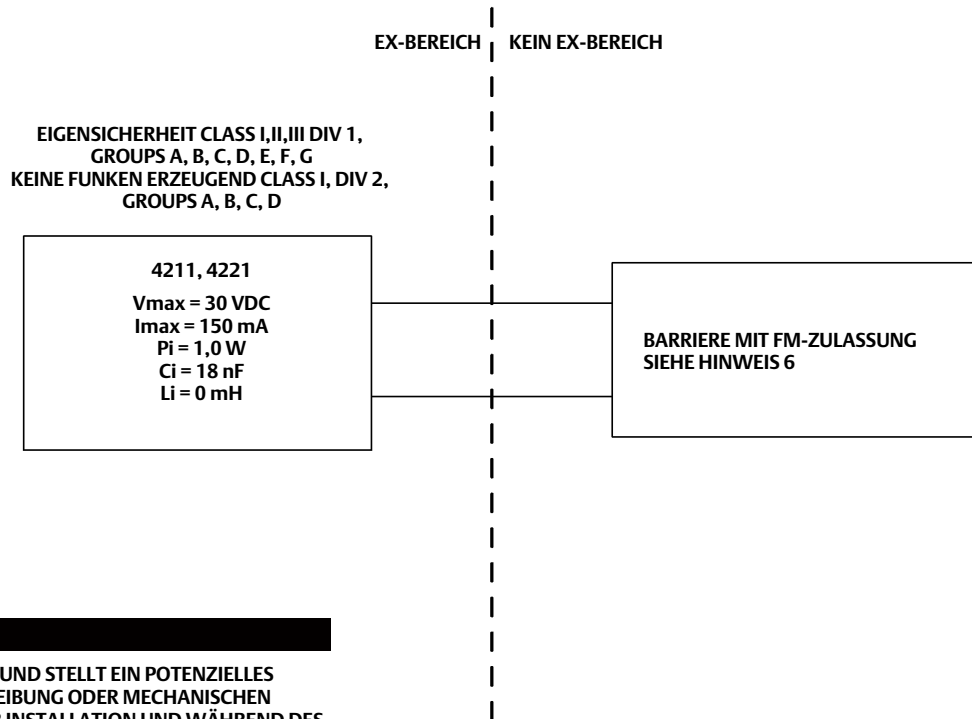 EX-BEREICH
KEIN EX-BEREICH
EIGENSICHERHEIT CLASS I,II,III DIV 1,
GROUPS A, B, C, D, E, F, G
KEINE FUNKEN ERZEUGEND CLASS I, DIV 2,
GROUPS A, B, C, D
4211, 4221
Vmax = 30 VDC
Imax = 150 mA
Pi = 1,0 W
Ci = 18 nF
Li = 0 mH
BARRIERE MIT FM-ZULASSUNG
SIEHE HINWEIS 6
UND STELLT EIN POTENZIELLES
EIBUNG ODER MECHANISCHEN
INSTALLATION UND WÄHREND DES